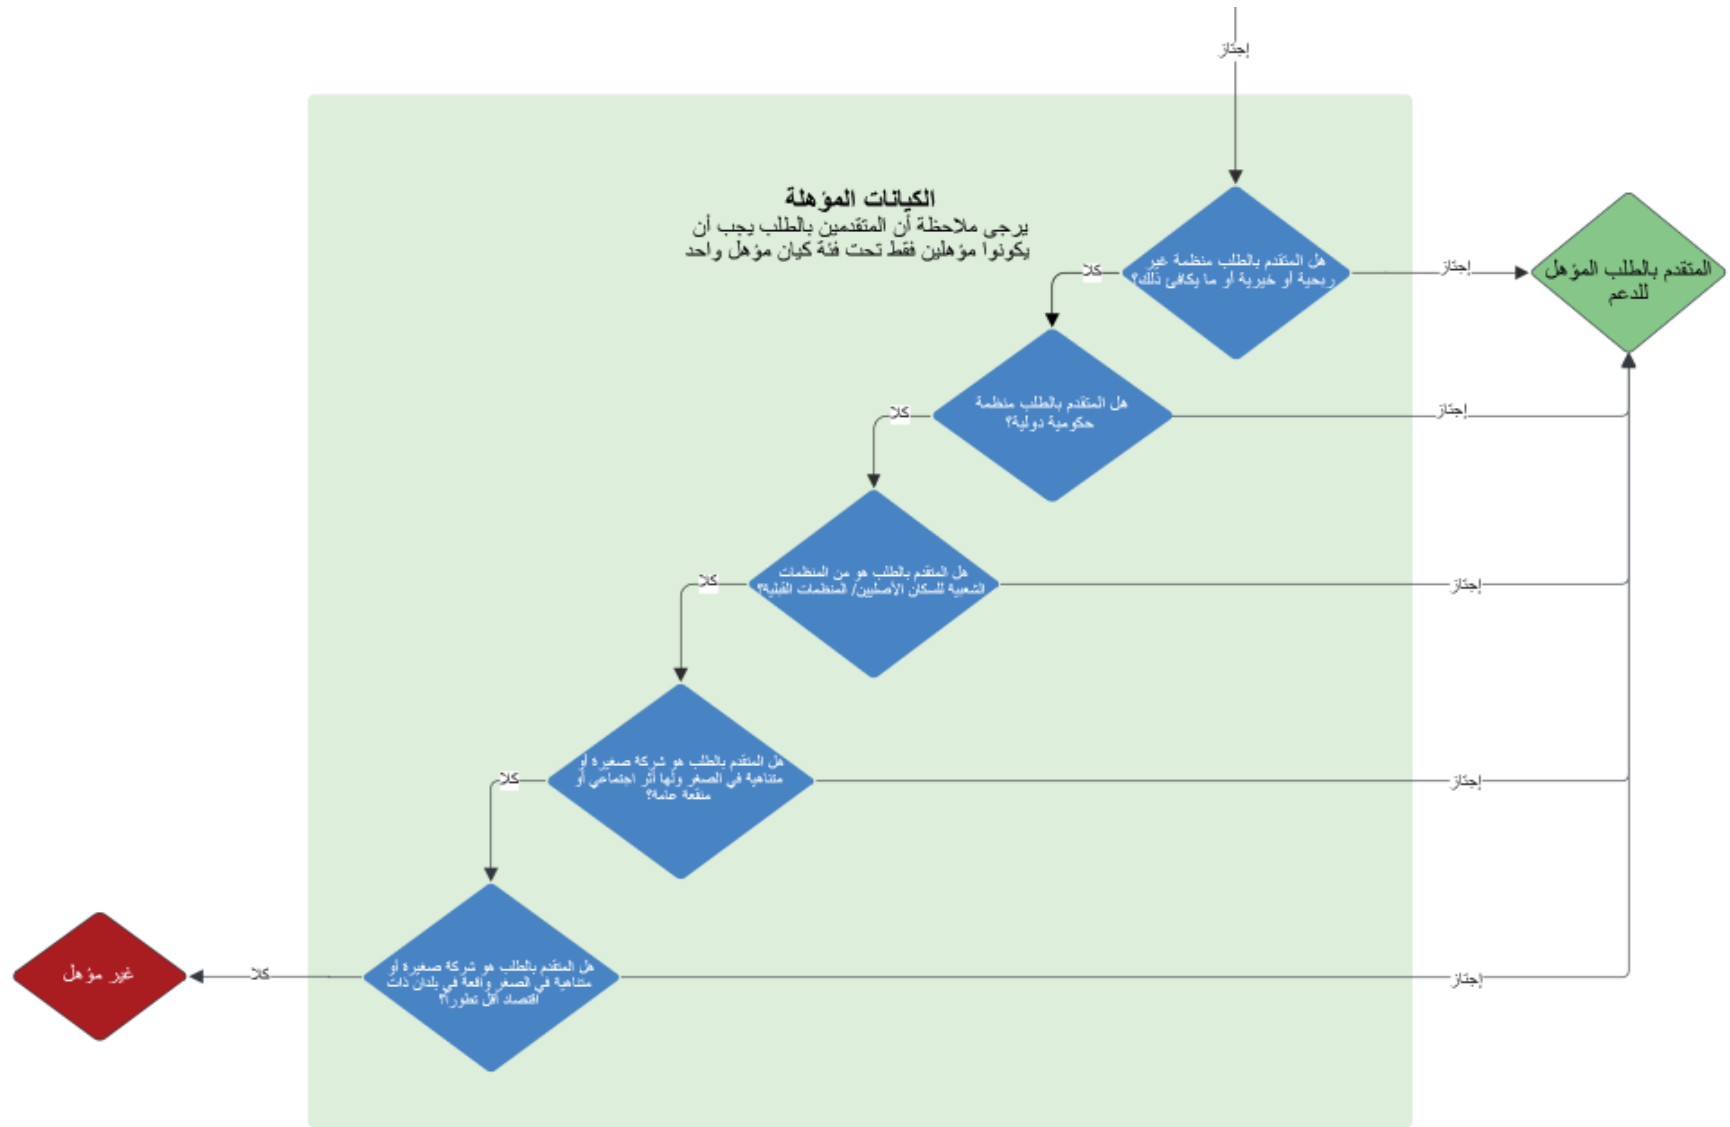 إجتاز
الكيانات المؤهلة
يرجى ملاحظة أن المتقدمين بالطلب يجب أن
يكونوا مؤهلين فقط تحت فئة كيان مؤهل واحد
هل المتقدم بالطلب منظمة غير
ربحية أو خيرية أو ما يكافئ ذلك؟
إجتاز
المتقدم بالطلب المؤهل
للدعم
كلا
هل المتقدم بالطلب منظمة
حكومية دولية؟
إجتاز
كلا
هل المتقدم بالطلب هو من المنظمات
الشعبية للسكان الأصليين/ المنظمات القبلية؟
إجتاز
كلا
هل المتقدم بالطلب هو شركة صغيرة أو
متناهية في الصغر ولها أثر اجتماعي أو
منفعة عامة؟
إجتاز
كلا
هل المتقدم بالطلب هو شركة صغيرة أو
متناهية في الصغر واقعة في بلدان ذات
اقتصاد أقل تطوراً؟
إجتاز
كلا
غير مؤهل